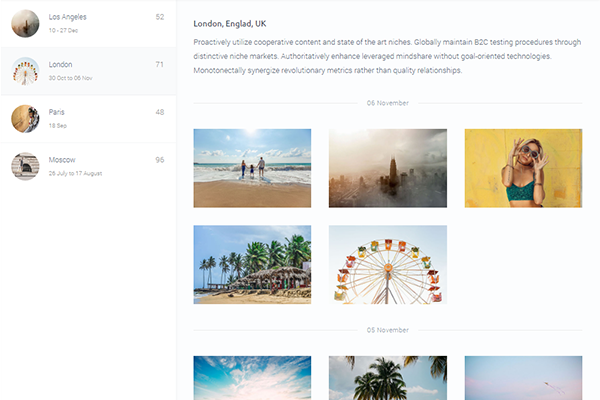 Los Angeles 52
10 - 27 Dec
London 71
30 Oct to 05 Nov
Paris 48
18 Sep
Moscow 96
26 July to 17 August
London, Englad, UK
Proactively utilize cooperative content and state of the art niches. Globally maintain B2C testing procedures through
distinctive niche markets. Authoritatively enhance leveraged mindshare without goal-oriented technologies.
Monotonectally synergize revolutionary metrics rather than quality relationships.
06 November
05 November